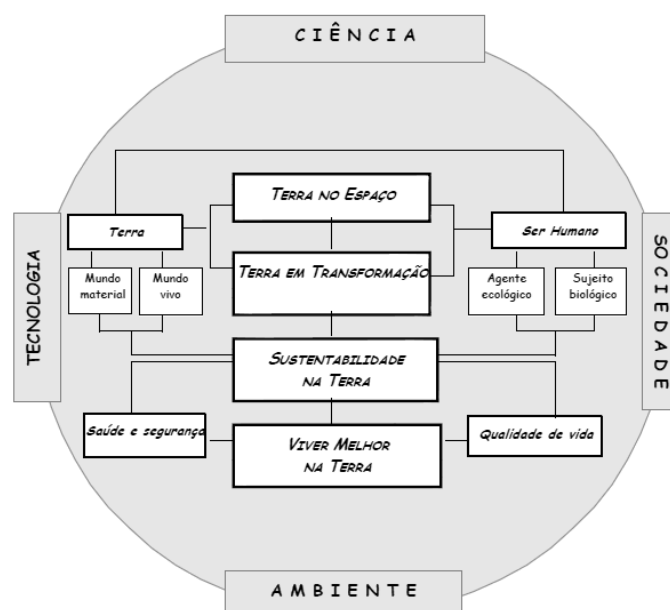 CIÊNCIA
TERRA NO ESPAÇO
Terra
Ser Humano
TECNOLOGIA
SOCIEDADE
Mundo
material
Mundo
vivo
TERRA EM TRANSFORMAÇÃO
Agente
ecológico
Sujeito
biológico
SUSTENTABILIDADE
NA TERRA
Saúde e segurança
VIVER MELHOR
NA TERRA
Qualidade de vida
AMBIENTE